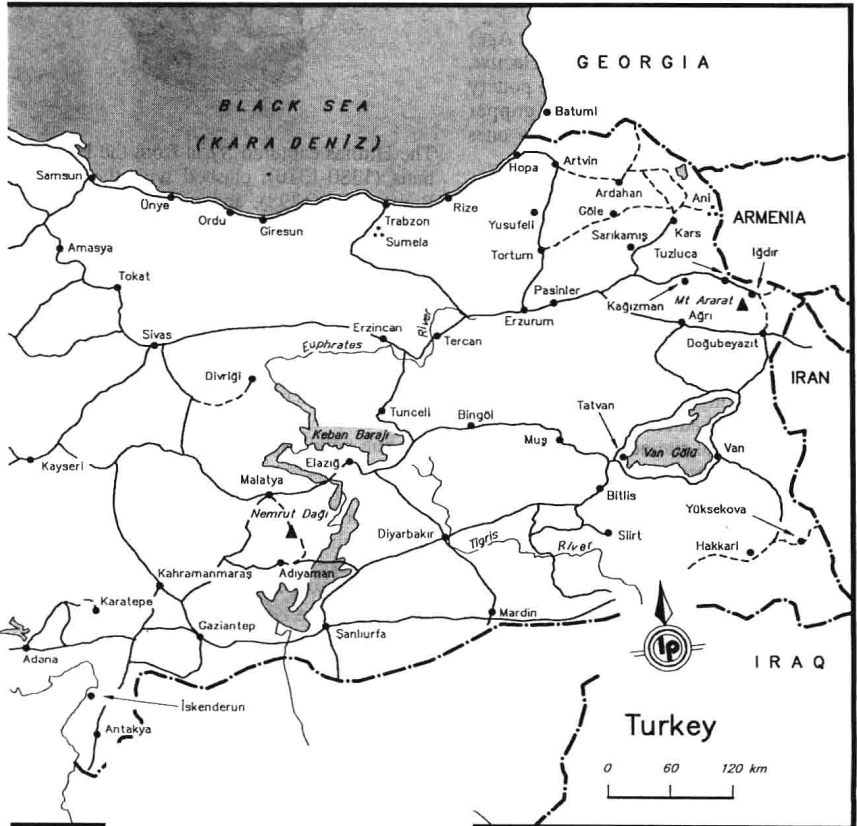 GEORGIA
BLACK SEA
(KARA DENİZ)
Batumi
Samsun
Ünye
Ordu
Giresun
Trabzon
Sumela
Rize
Hopa
Artvin
Ardahan
Ani
Göle
Yusufeli
Kars
ARMENIA
Sarıkamış
Tortum
Tuzluca
Iğdır
Amasya
Tokat
Pasinler
Kağızman
Mt Ararat
Ağrı
Erzurum
Sivas
Erzincan
River
Euphrates
Tercan
Doğubeyazıt
IRAN
Divriği
Tunceli
Bingöl
Tatvan
Keban Barajı
Muş
Van Gölü
Van
Kayseri
Elazığ
Malatya
Bitlis
Nemrut Dağı
Yüksekova
Diyarbakır
Tigris
River
Siirt
Hakkari
Adıyaman
Kahramanmaraş
Karatepe
Mardin
Gaziantep
Şanlıurfa
Adana
lp
IRAQ
İskenderun
Antakya
Turkey
0 60 120 km